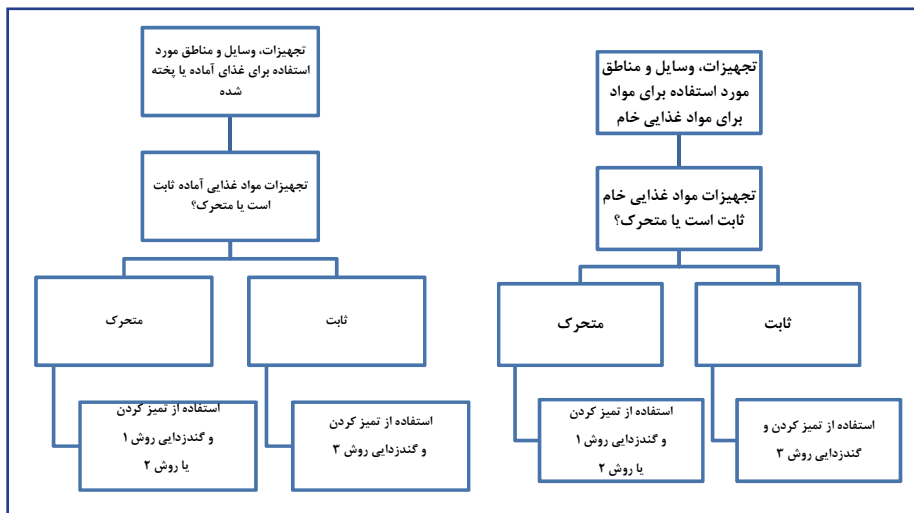 تجهیزات، وسایل و مناطق
مورد استفاده برای مواد
برای مواد غذایی خام
تجهیزات مواد غذایی خام
ثابت است یا متحرک؟
ثابت
متحرک
استفاده از تمیز کردن و
گندزدایی روش ۳
استفاده از تمیز کردن
و گندزدایی روش ۱
یا روش ۲
تجهیزات، وسایل و مناطق مورد
استفاده برای غذای آماده یا پخته
شده
تجهیزات مواد غذایی آماده ثابت
است یا متحرک؟
ثابت
متحرک
استفاده از تمیز کردن
و گندزدایی روش ۳
استفاده از تمیز کردن
و گندزدایی روش ۱
یا روش ۲